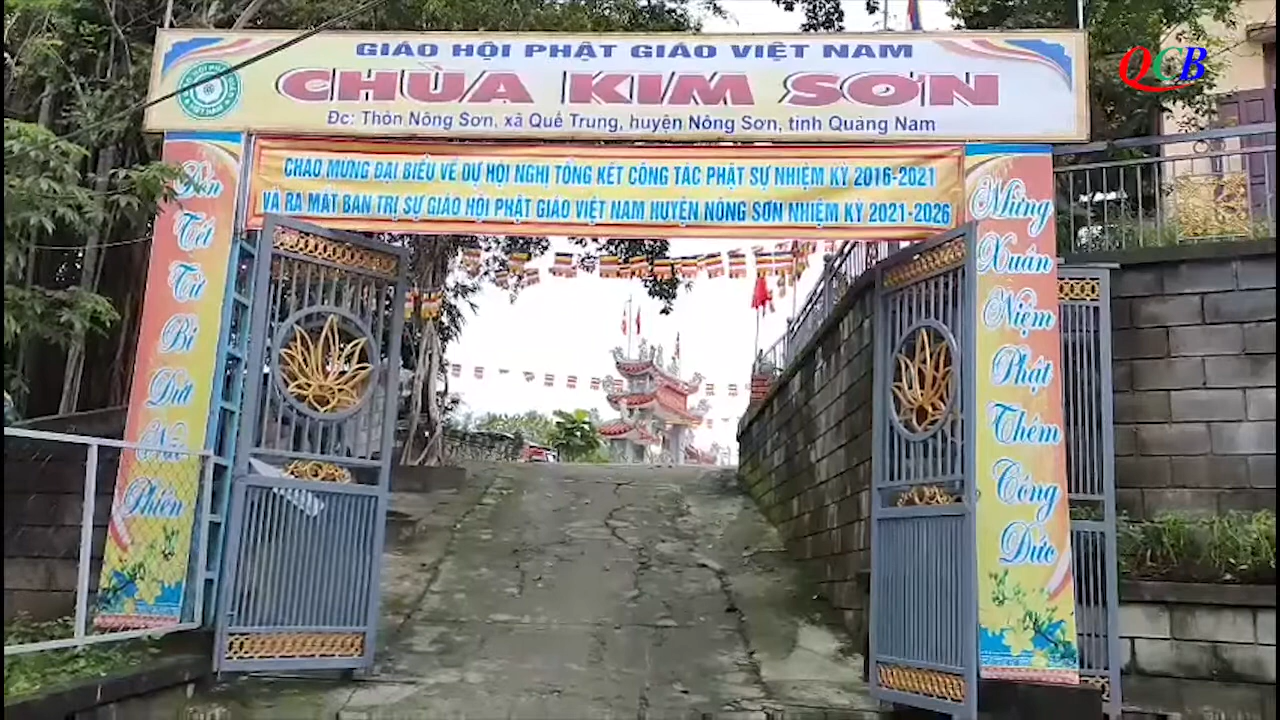 GIÁO HỘI PHẬT GIÁO VIỆT NAM
CHÙA KIM SƠN
Đc: Thôn Nông Sơn, xã Quế Trung, huyện Nông Sơn, tỉnh Quảng Nam
QCB
CHÀO MỪNG ĐẠI BIỂU VỀ DỰ HỘI NGHỊ TỔNG KẾT CÔNG TÁC PHẬT SỰ NHIỆM KỲ 2016-2021
VÀ RA MẮT BAN TRỊ SỰ GIÁO HỘI PHẬT GIÁO VIỆT NAM HUYỆN NÔNG SƠN NHIỆM KỲ 2021-2026
Đón
Tết
Từ
Bi
Dứt
Não
Phiền
Mừng
Xuân
Niệm
Phật
Thêm
Công
Đức